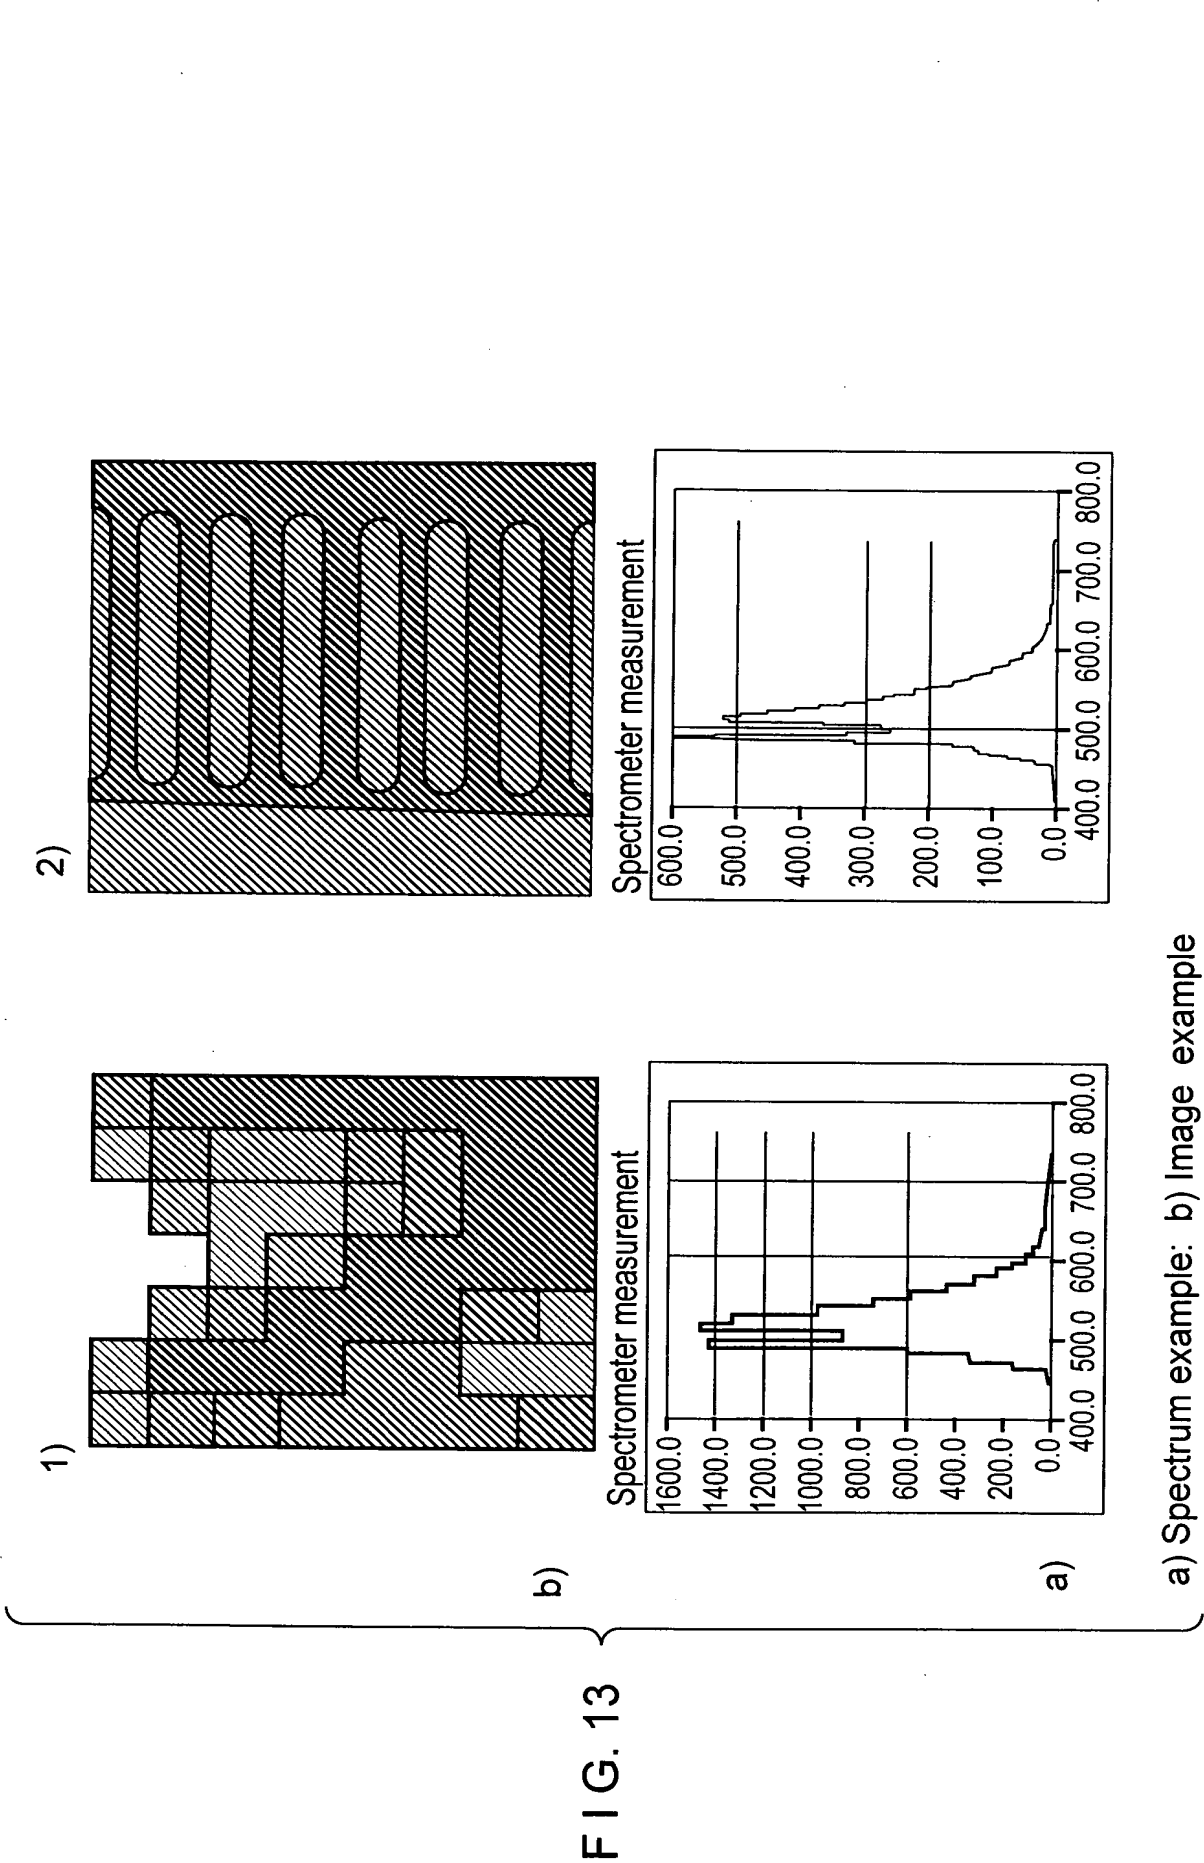 FIG. 13
1)
2)
b)
a)
Spectrometer measurement
1600.0
1400.0
1200.0
1000.0
800.0
600.0
400.0
200.0
0.0
400.0 500.0 600.0 700.0 800.0
Spectrometer measurement
600.0
500.0
400.0
300.0
200.0
100.0
0.0
400.0 500.0 600.0 700.0 800.0
a) Spectrum example: b) Image example